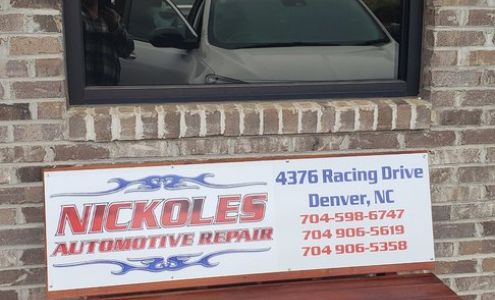 NICKOLES
AUTOMOTIVE REPAIR
4376 Racing Drive
Denver, NC
704-598-6747
704 906-5619
704 906-5358